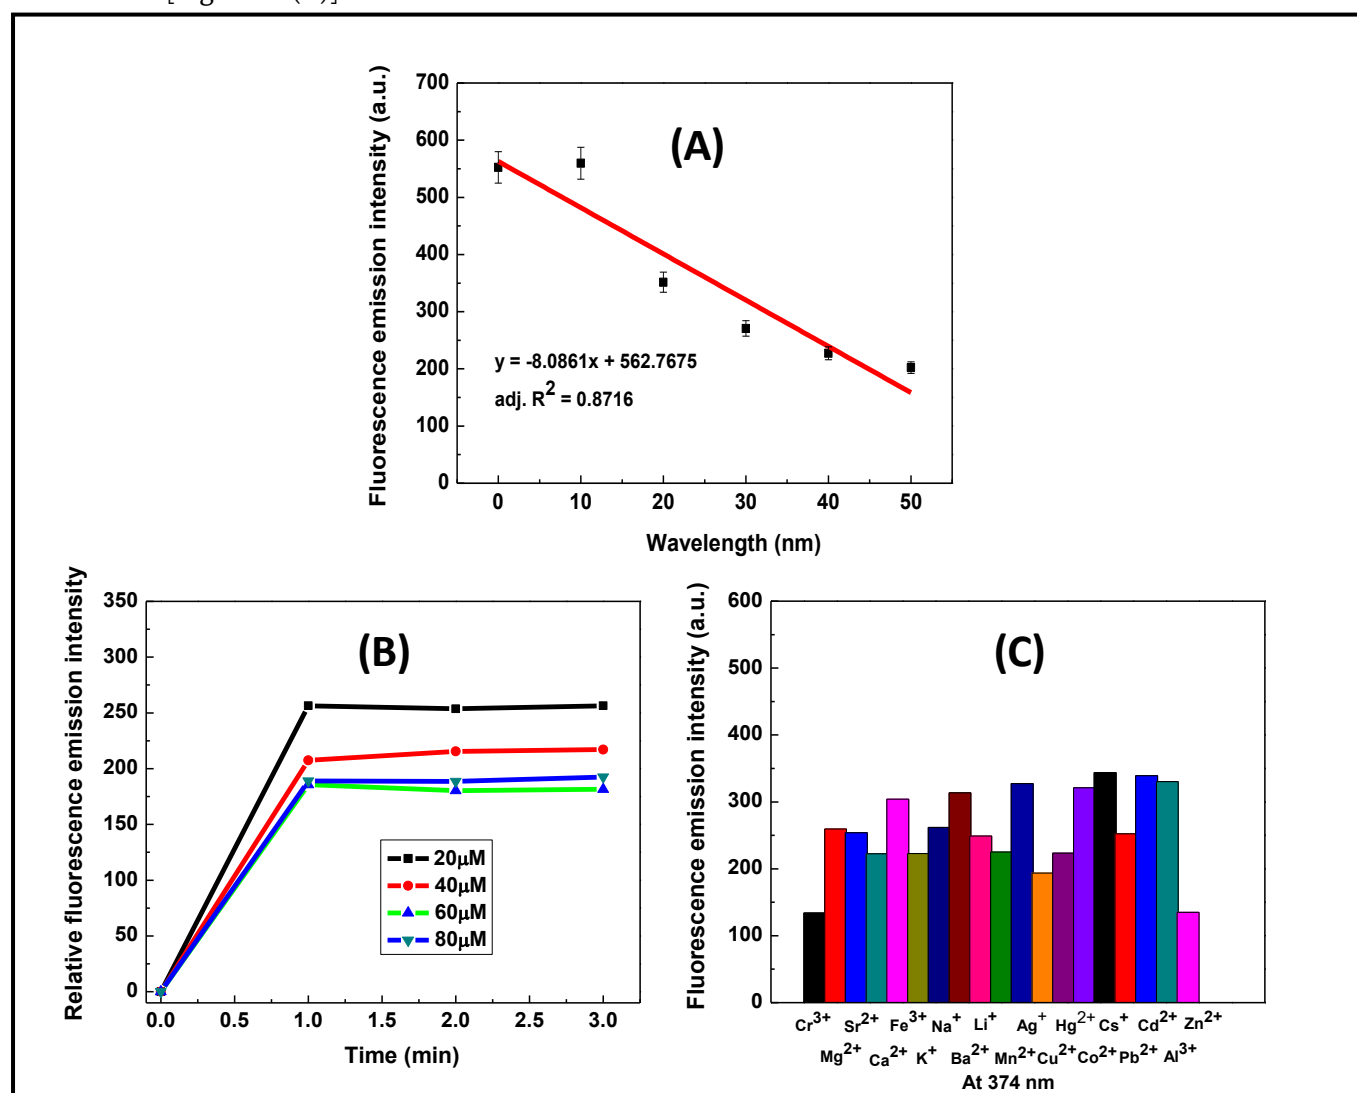 (A)
Fluorescence emission intensity (a.u.)
700
600
500
400
300
200
100
0
y = -8.0861x + 562.7675
adj. R² = 0.8716
0 10 20 30 40 50
Wavelength (nm)
(B)
Relative fluorescence emission intensity
350
300
250
200
150
100
50
0
20µM
40µM
60µM
80µM
0.0 0.5 1.0 1.5 2.0 2.5 3.0
Time (min)
(C)
Fluorescence emission intensity (a.u.)
600
500
400
300
200
100
0
Cr³⁺ Sr²⁺ Fe³⁺ Na⁺ Li⁺ Ag⁺ Hg²⁺ Cs⁺ Cd²⁺ Zn²⁺
Mg²⁺ Ca²⁺ K⁺ Ba²⁺ Mn²⁺ Cu²⁺ Co²⁺ Pb²⁺ Al³⁺
At 374 nm